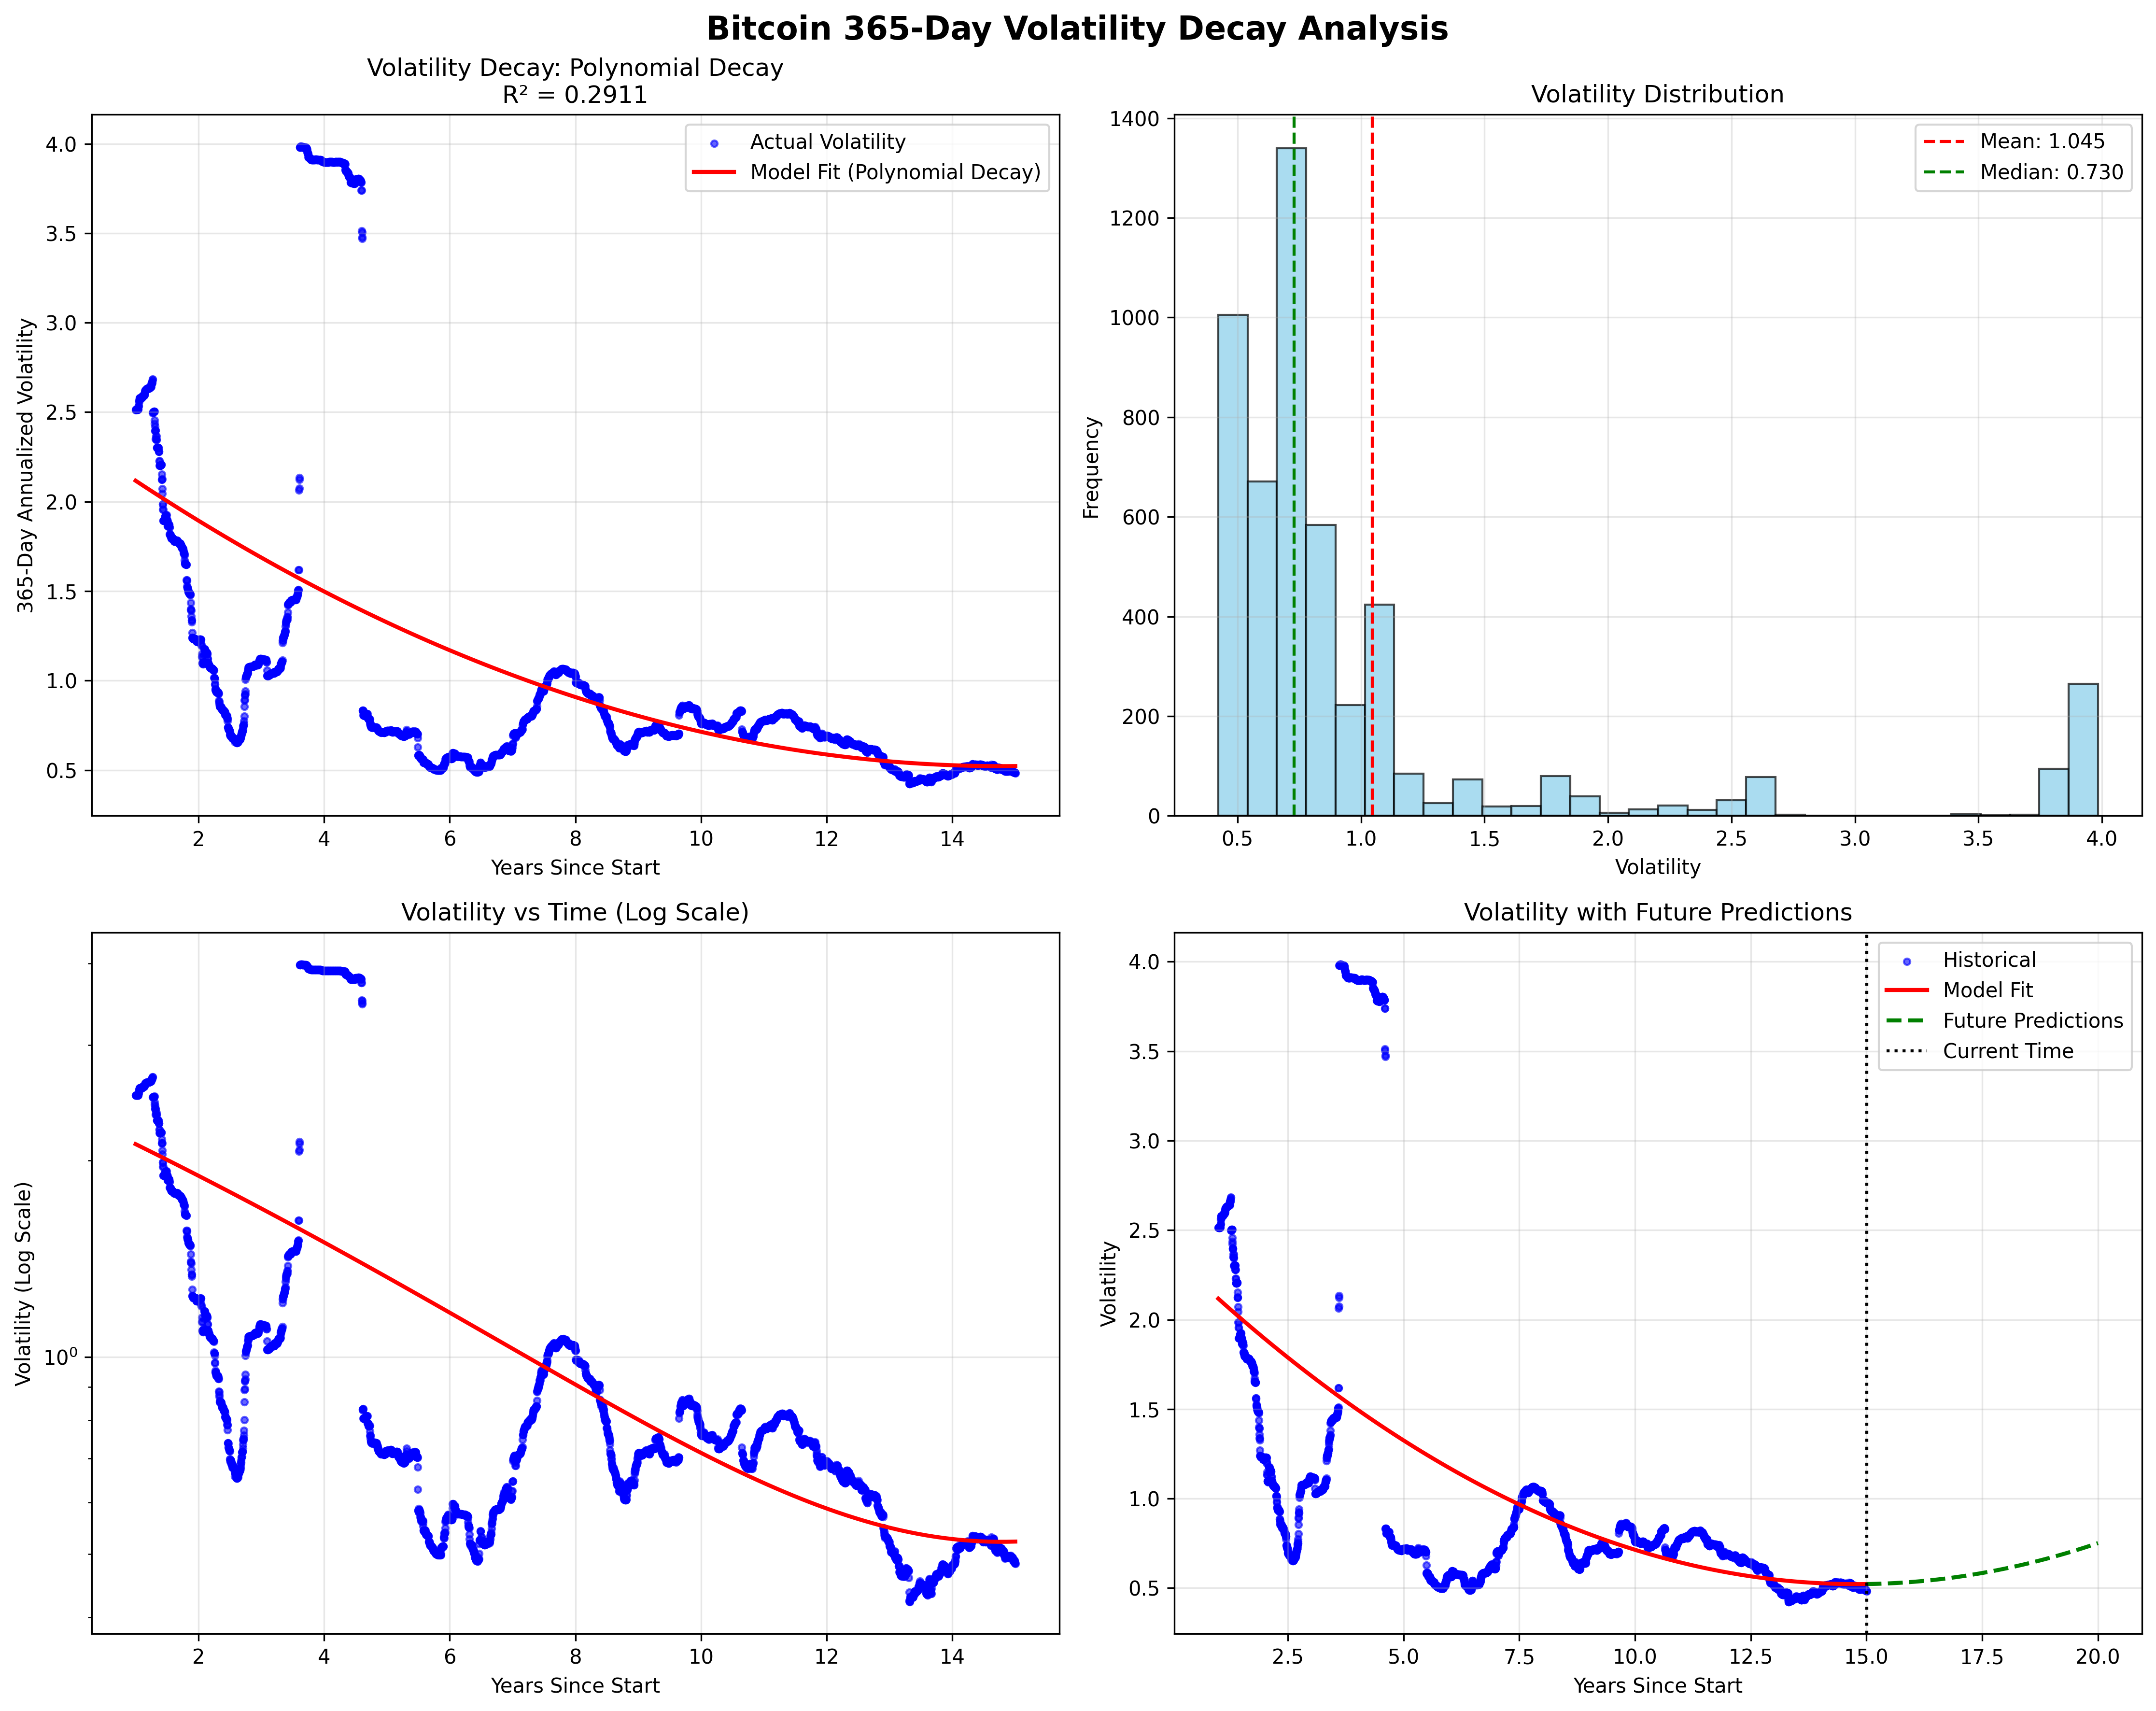 Bitcoin 365-Day Volatility Decay Analysis
Volatility Decay: Polynomial Decay
R² = 0.2911
Actual Volatility
Model Fit (Polynomial Decay)
365-Day Annualized Volatility
4.0
3.5
3.0
2.5
2.0
1.5
1.0
0.5
2 4 6 8 10 12 14
Years Since Start
Volatility Distribution
Mean: 1.045
Median: 0.730
Frequency
1400
1200
1000
800
600
400
200
0
0.5 1.0 1.5 2.0 2.5 3.0 3.5 4.0
Volatility
Volatility vs Time (Log Scale)
Volatility (Log Scale)
10⁰
2 4 6 8 10 12 14
Years Since Start
Volatility with Future Predictions
Historical
Model Fit
Future Predictions
Current Time
Volatility
4.0
3.5
3.0
2.5
2.0
1.5
1.0
0.5
2.5 5.0 7.5 10.0 12.5 15.0 17.5 20.0
Years Since Start